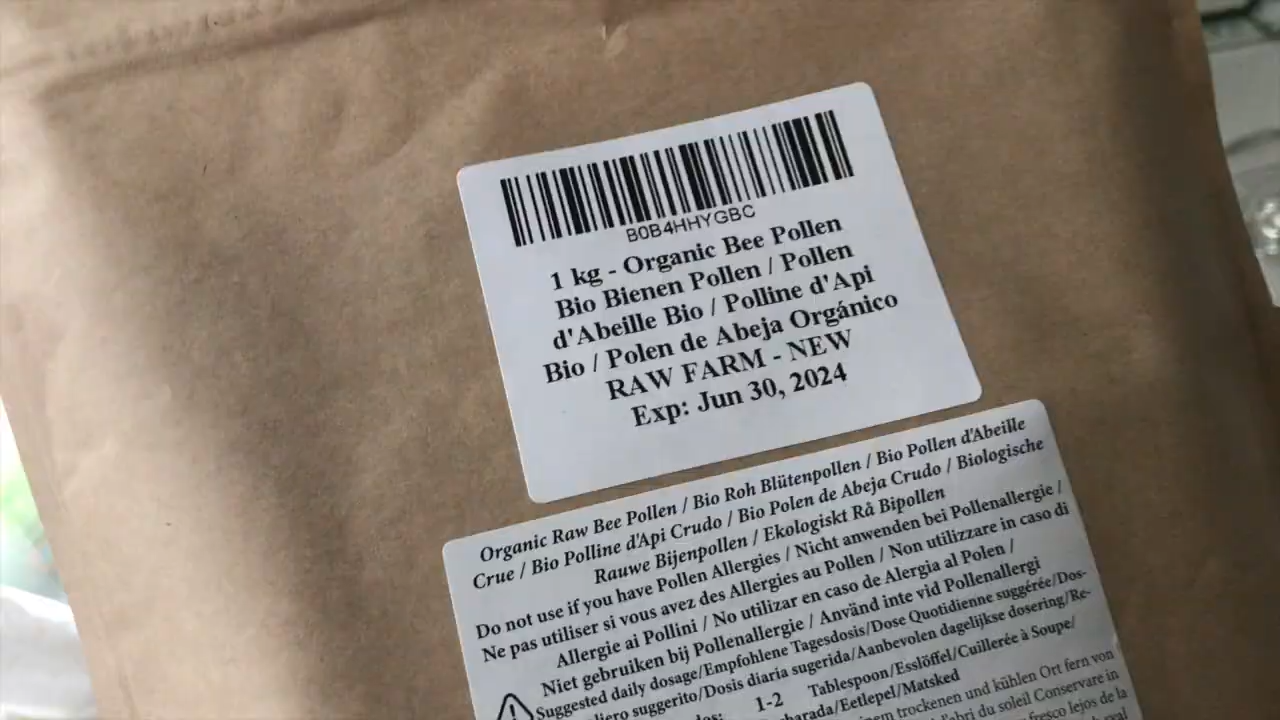 B0B4HHYGBC
1 kg - Organic Bee Pollen
Bio Bienen Pollen / Pollen
d'Abeille Bio / Polline d'Api
Bio / Polen de Abeja Orgánico
RAW FARM - NEW
Exp: Jun 30, 2024
Organic Raw Bee Pollen / Bio Roh Blütenpollen / Bio Pollen d'Abeille
Crue / Bio Polline d'Api Crudo / Bio Polen de Abeja Crudo / Biologische
Rauwe Bijenpollen / Ekologiskt Rå Bipollen
Do not use if you have Pollen Allergies / Nicht anwenden bei Pollenallergie /
Ne pas utiliser si vous avez des Allergies au Pollen / Non utilizzare in caso di
Allergie ai Pollini / No utilizar en caso de Alergia al Polen /
Niet gebruiken bij Pollenallergie / Använd inte vid Pollenallergi
Suggested daily dosage/Empfohlene Tagesdosis/Dose Quotidienne suggérée/Dos-
suggerito/Dosis diaria sugerida/Aanbevolen dagelijkse dosering/Re-
1-2 Tablespoon/Esslöffel/Cuillerée à Soupe/
/Eetlepel/Matsked
trockenen und kühlen Ort fern von
l'abri du soleil Conservare in
fresco lejos de la